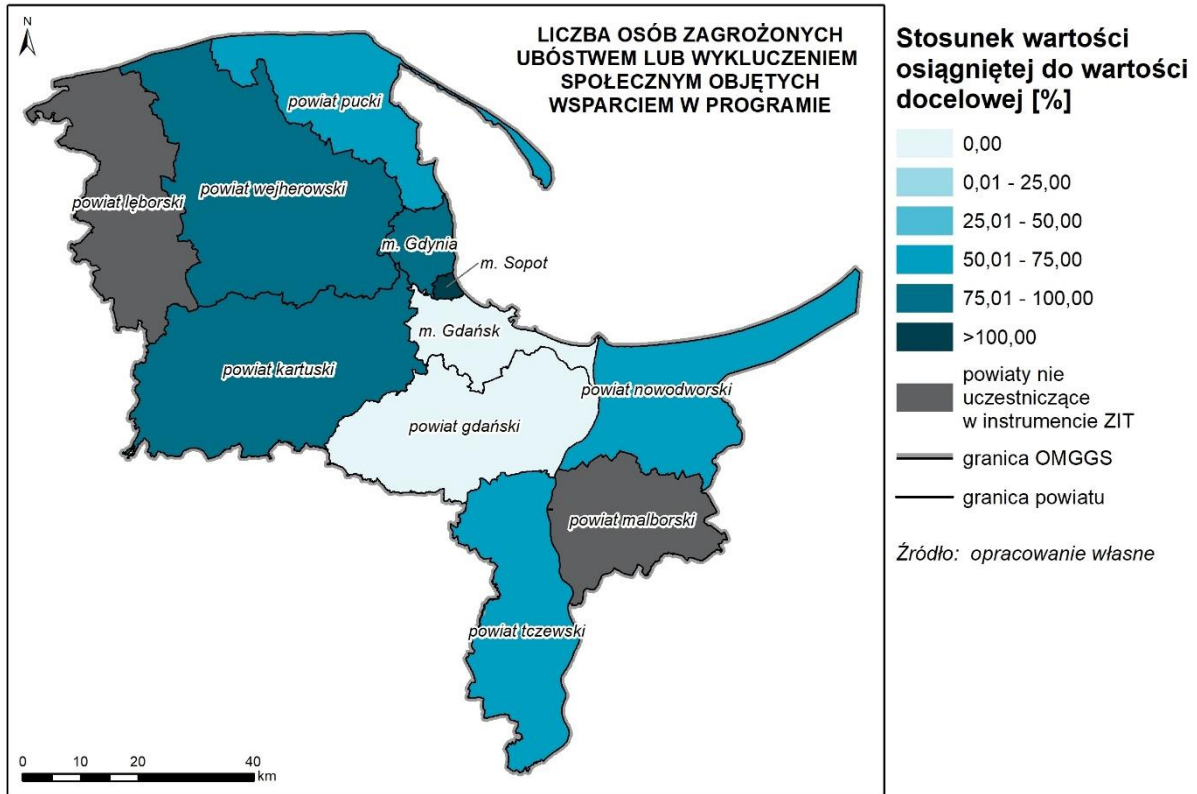 N
LICZBA OSÓB ZAGROŻONYCH
UBÓSTWEM LUB WYKLUCZENIEM
SPOŁECZNYM OBJĘTYCH
WSPARCIEM W PROGRAMIE
powiat pucki
powiat wejherowski
powiat lęborski
m. Gdynia
m. Sopot
m. Gdańsk
powiat kartuski
powiat nowodworski
powiat gdański
powiat malborski
powiat tczewski
0 10 20 40
km
Stosunek wartości
osiągniętej do wartości
docelowej [%]
0,00
0,01 - 25,00
25,01 - 50,00
50,01 - 75,00
75,01 - 100,00
>100,00
powiaty nie
uczestniczące
w instrumencie ZIT
granica OMGGS
granica powiatu
Źródło: opracowanie własne